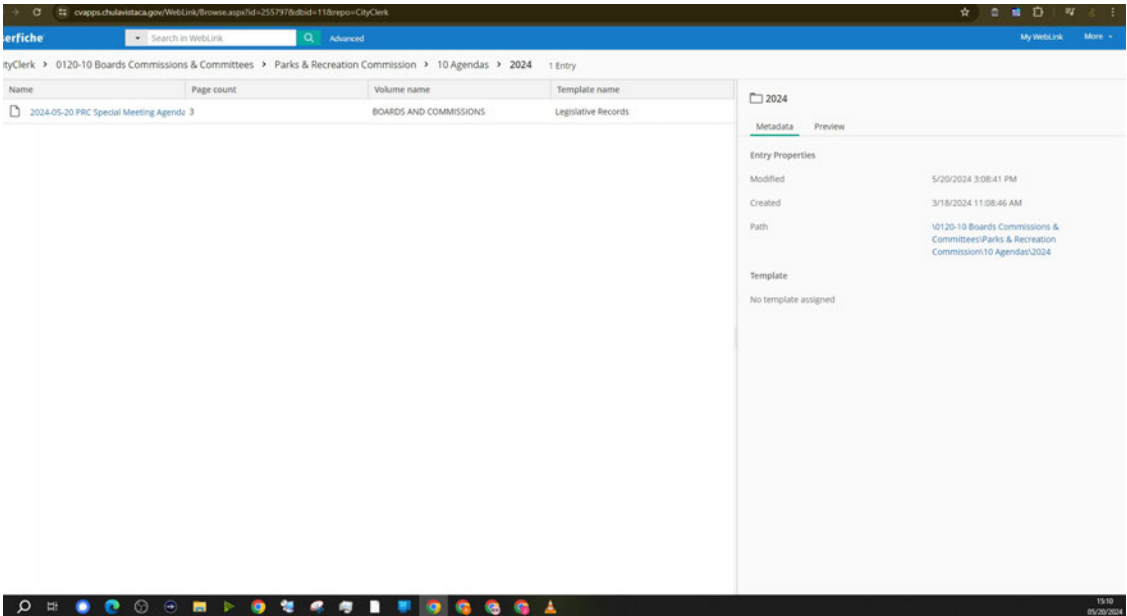 cvapps.chulavistaca.gov/WebLink/Browse.aspx?id=255797&dbid=11&repo=CityClerk
serfiche Search in WebLink Advanced My WebLink More
tyClerk > 0120-10 Boards Commissions & Committees > Parks & Recreation Commission > 10 Agendas > 2024 1 Entry
Name Page count Volume name Template name
2024-05-20 PRC Special Meeting Agenda 3 BOARDS AND COMMISSIONS Legislative Records
2024
Metadata Preview
Entry Properties
Modified 5/20/2024 3:08:41 PM
Created 3/18/2024 11:08:46 AM
Path \0120-10 Boards Commissions &
Committees\Parks & Recreation
Commission\10 Agendas\2024
Template
No template assigned
15:10
05/20/2024